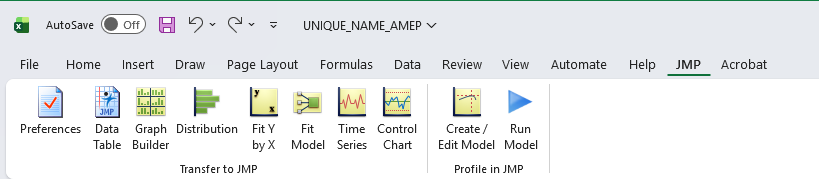 AutoSave Off UNIQUE_NAME_AMEP
File Home Insert Draw Page Layout Formulas Data Review View Automate Help JMP Acrobat
JMP
y
x
Preferences Data Graph Distribution Fit Y Fit Time Control Create / Run
Table Builder by X Model Series Chart Edit Model Model
Transfer to JMP Profile in JMP